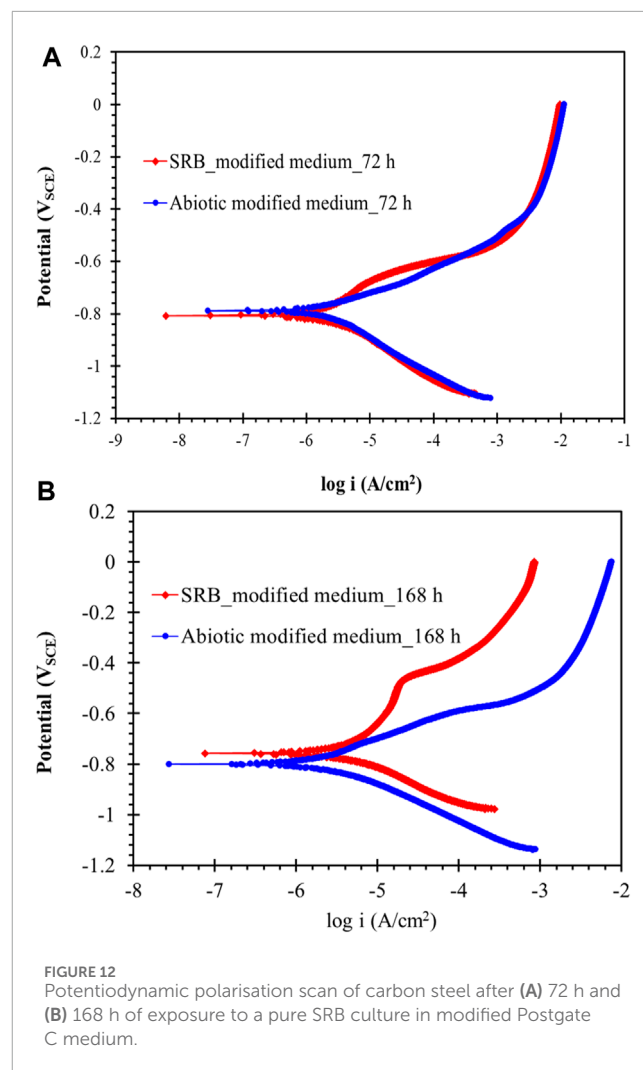 A
0.2
0
-0.2
-0.4
-0.6
-0.8
-1
-1.2
Potential (V_SCE)
SRB_modified medium_72 h
Abiotic modified medium_72 h
-9 -8 -7 -6 -5 -4 -3 -2 -1
log i (A/cm²)
B
0.2
0
-0.2
-0.4
-0.6
-0.8
-1
-1.2
Potential (V_SCE)
SRB_modified medium_168 h
Abiotic modified medium_168 h
-8 -7 -6 -5 -4 -3 -2
log i (A/cm²)
FIGURE 12
Potentiodynamic polarisation scan of carbon steel after (A) 72 h and
(B) 168 h of exposure to a pure SRB culture in modified Postgate
C medium.